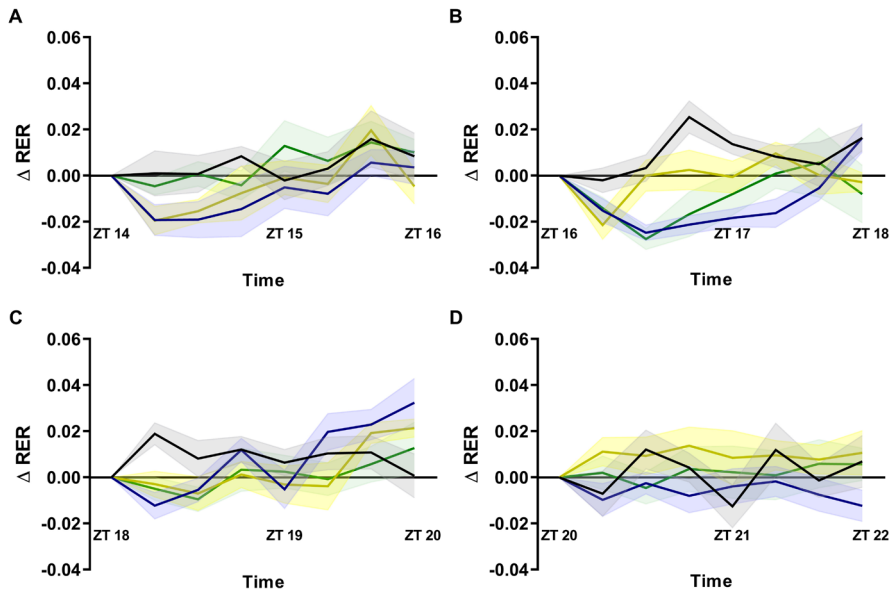 A
0.06
0.04
0.02
0.00
-0.02
-0.04
Δ RER
ZT 14
ZT 15
ZT 16
Time
B
0.06
0.04
0.02
0.00
-0.02
-0.04
Δ RER
ZT 16
ZT 17
ZT 18
Time
C
0.06
0.04
0.02
0.00
-0.02
-0.04
Δ RER
ZT 18
ZT 19
ZT 20
Time
D
0.06
0.04
0.02
0.00
-0.02
-0.04
Δ RER
ZT 20
ZT 21
ZT 22
Time